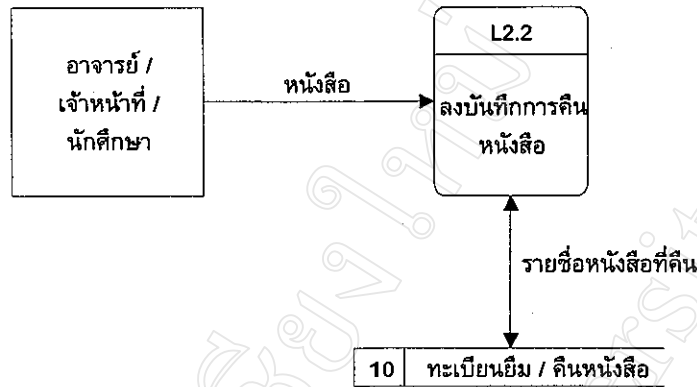 L2.2
อาจารย์ /
เจ้าหน้าที่ /
นักศึกษา
หนังสือ
ลงบันทึกการคืน
หนังสือ
รายชื่อหนังสือที่คืน
10 ทะเบียนยืม / คืนหนังสือ